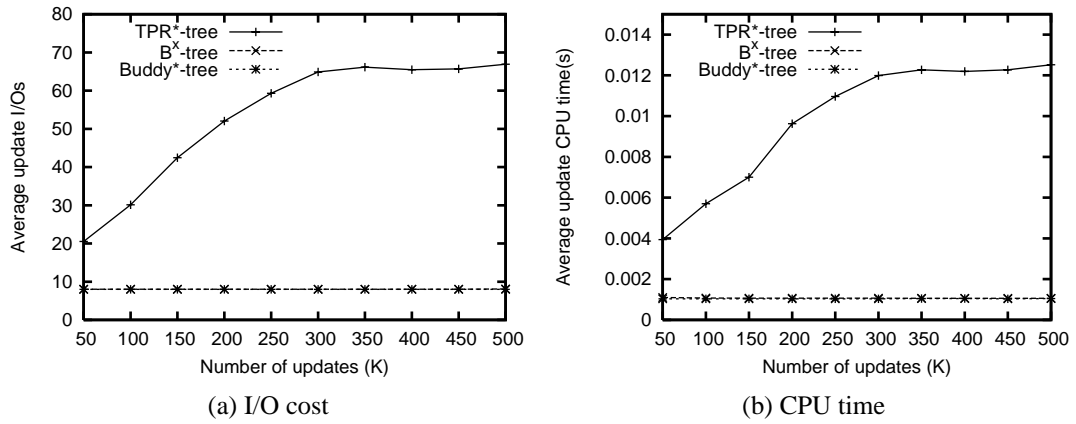 70
60
50
40
30
20
10
0
Average update I/Os
TPR*-tree
B^x-tree
Buddy*-tree
50 100 150 200 250 300 350 400 450 500
Number of updates (K)
(a) I/O cost
0.014
0.012
0.01
0.008
0.006
0.004
0.002
0
Average update CPU time(s)
TPR*-tree
B^x-tree
Buddy*-tree
50 100 150 200 250 300 350 400 450 500
Number of updates (K)
(b) CPU time